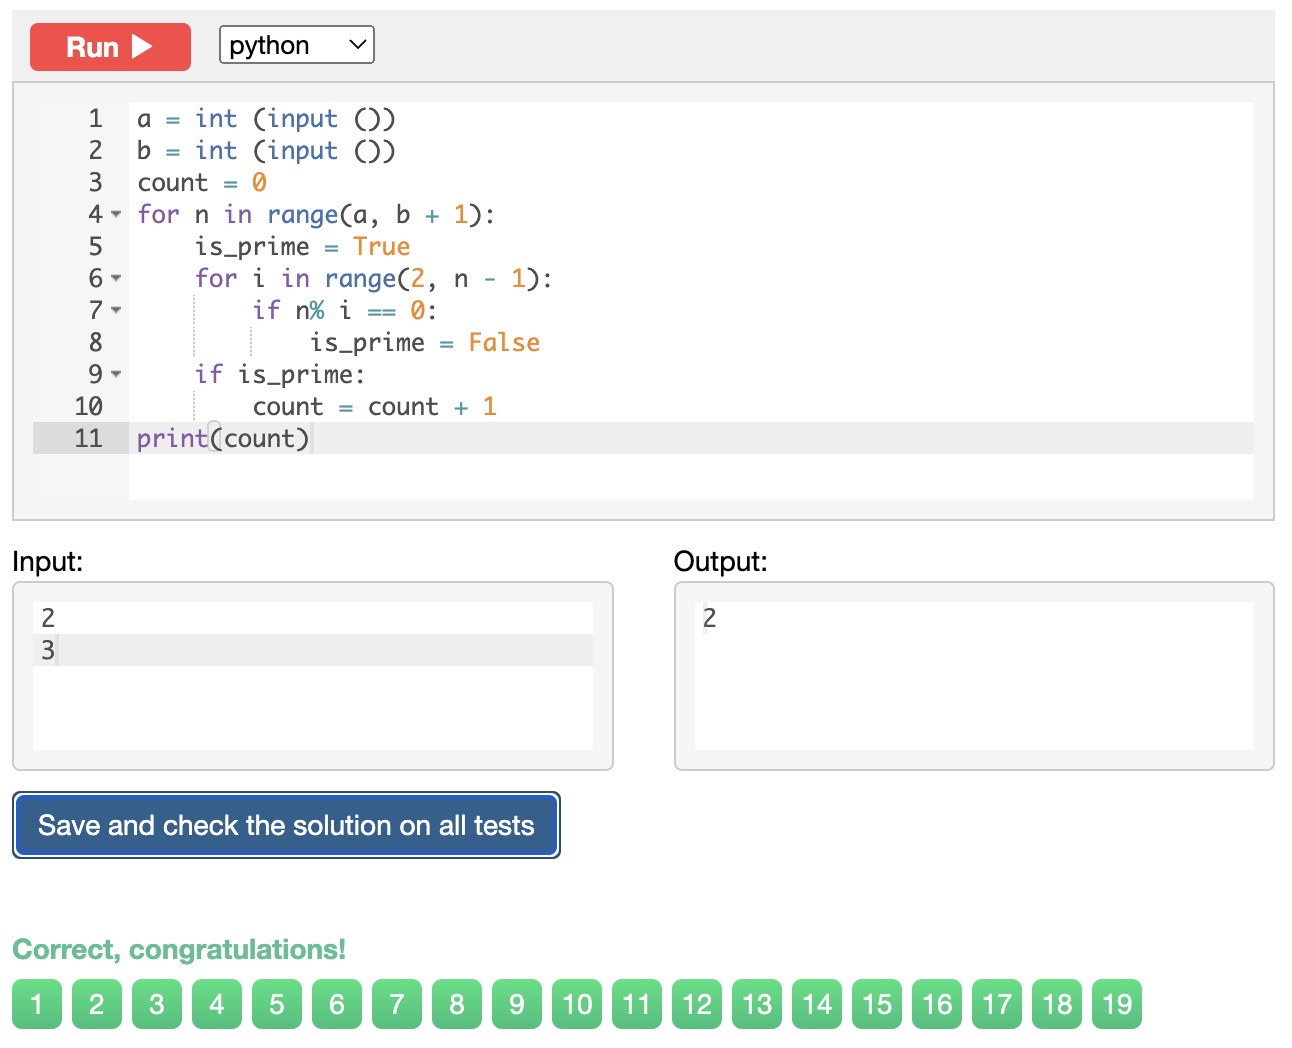 Run ▶ python
1 a = int (input ())
2 b = int (input ())
3 count = 0
4 for n in range(a, b + 1):
5     is_prime = True
6     for i in range(2, n - 1):
7         if n% i == 0:
8             is_prime = False
9     if is_prime:
10         count = count + 1
11 print(count)
Input: Output:
2 2
3
Save and check the solution on all tests
Correct, congratulations!
1 2 3 4 5 6 7 8 9 10 11 12 13 14 15 16 17 18 19